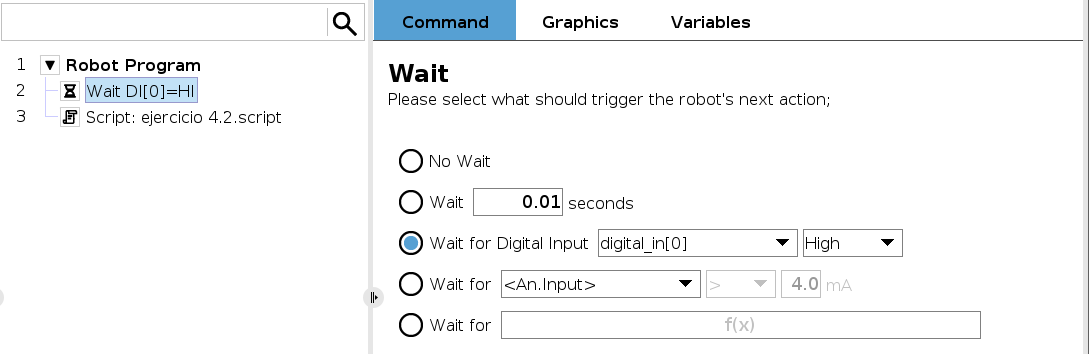 Command Graphics Variables
1 ▼ Robot Program
2 Wait DI[0]=HI
3 Script: ejercicio 4.2.script
Wait
Please select what should trigger the robot's next action;
No Wait
Wait 0.01 seconds
Wait for Digital Input digital_in[0] High
Wait for <An.Input> > 4.0 mA
Wait for f(x)